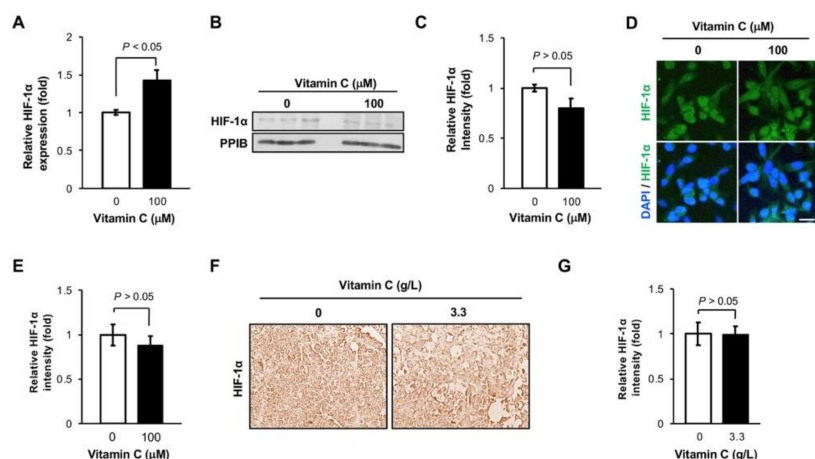 A
Relative HIF-1α
expression (fold)
2
1.5
1
0.5
0
P < 0.05
0 100
Vitamin C (μM)
B
Vitamin C (μM)
0 100
HIF-1α
PPIB
C
Relative HIF-1α
Intensity (fold)
1.5
1
0.5
0
P > 0.05
0 100
Vitamin C (μM)
D
Vitamin C (μM)
0 100
HIF-1α
DAPI / HIF-1α
E
Relative HIF-1α
intensity (fold)
1.5
1
0.5
0
P > 0.05
0 100
Vitamin C (μM)
F
Vitamin C (g/L)
0 3.3
HIF-1α
G
Relative HIF-1α
intensity (fold)
1.5
1
0.5
0
P > 0.05
0 3.3
Vitamin C (g/L)